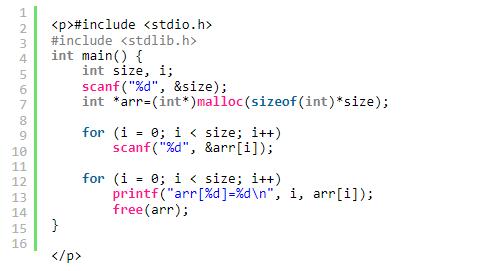 1
2 <p>#include <stdio.h>
3 #include <stdlib.h>
4 int main() {
5     int size, i;
6     scanf("%d", &size);
7     int *arr=(int*)malloc(sizeof(int)*size);
8
9     for (i = 0; i < size; i++)
10         scanf("%d", &arr[i]);
11
12     for (i = 0; i < size; i++)
13         printf("arr[%d]=%d\n", i, arr[i]);
14         free(arr);
15 }
16
</p>